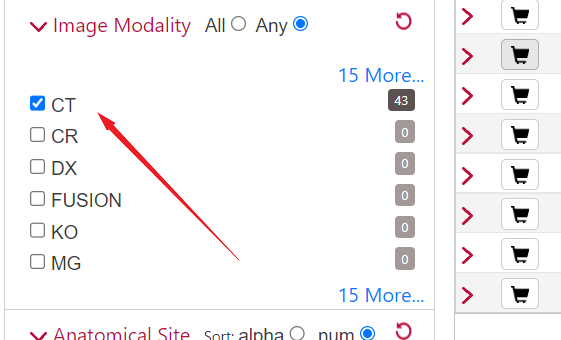 Image Modality All Any
15 More...
CT 43
CR 0
DX 0
FUSION 0
KO 0
MG 0
15 More...
Anatomical Site Sort: alpha num